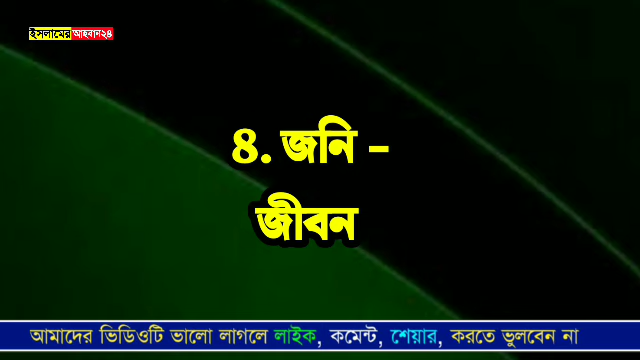 ইসলামের আহবান২৪
৪. জনি -
জীবন
আমাদের ভিডিওটি ভালো লাগলে লাইক, কমেন্ট, শেয়ার, করতে ভুলবেন না